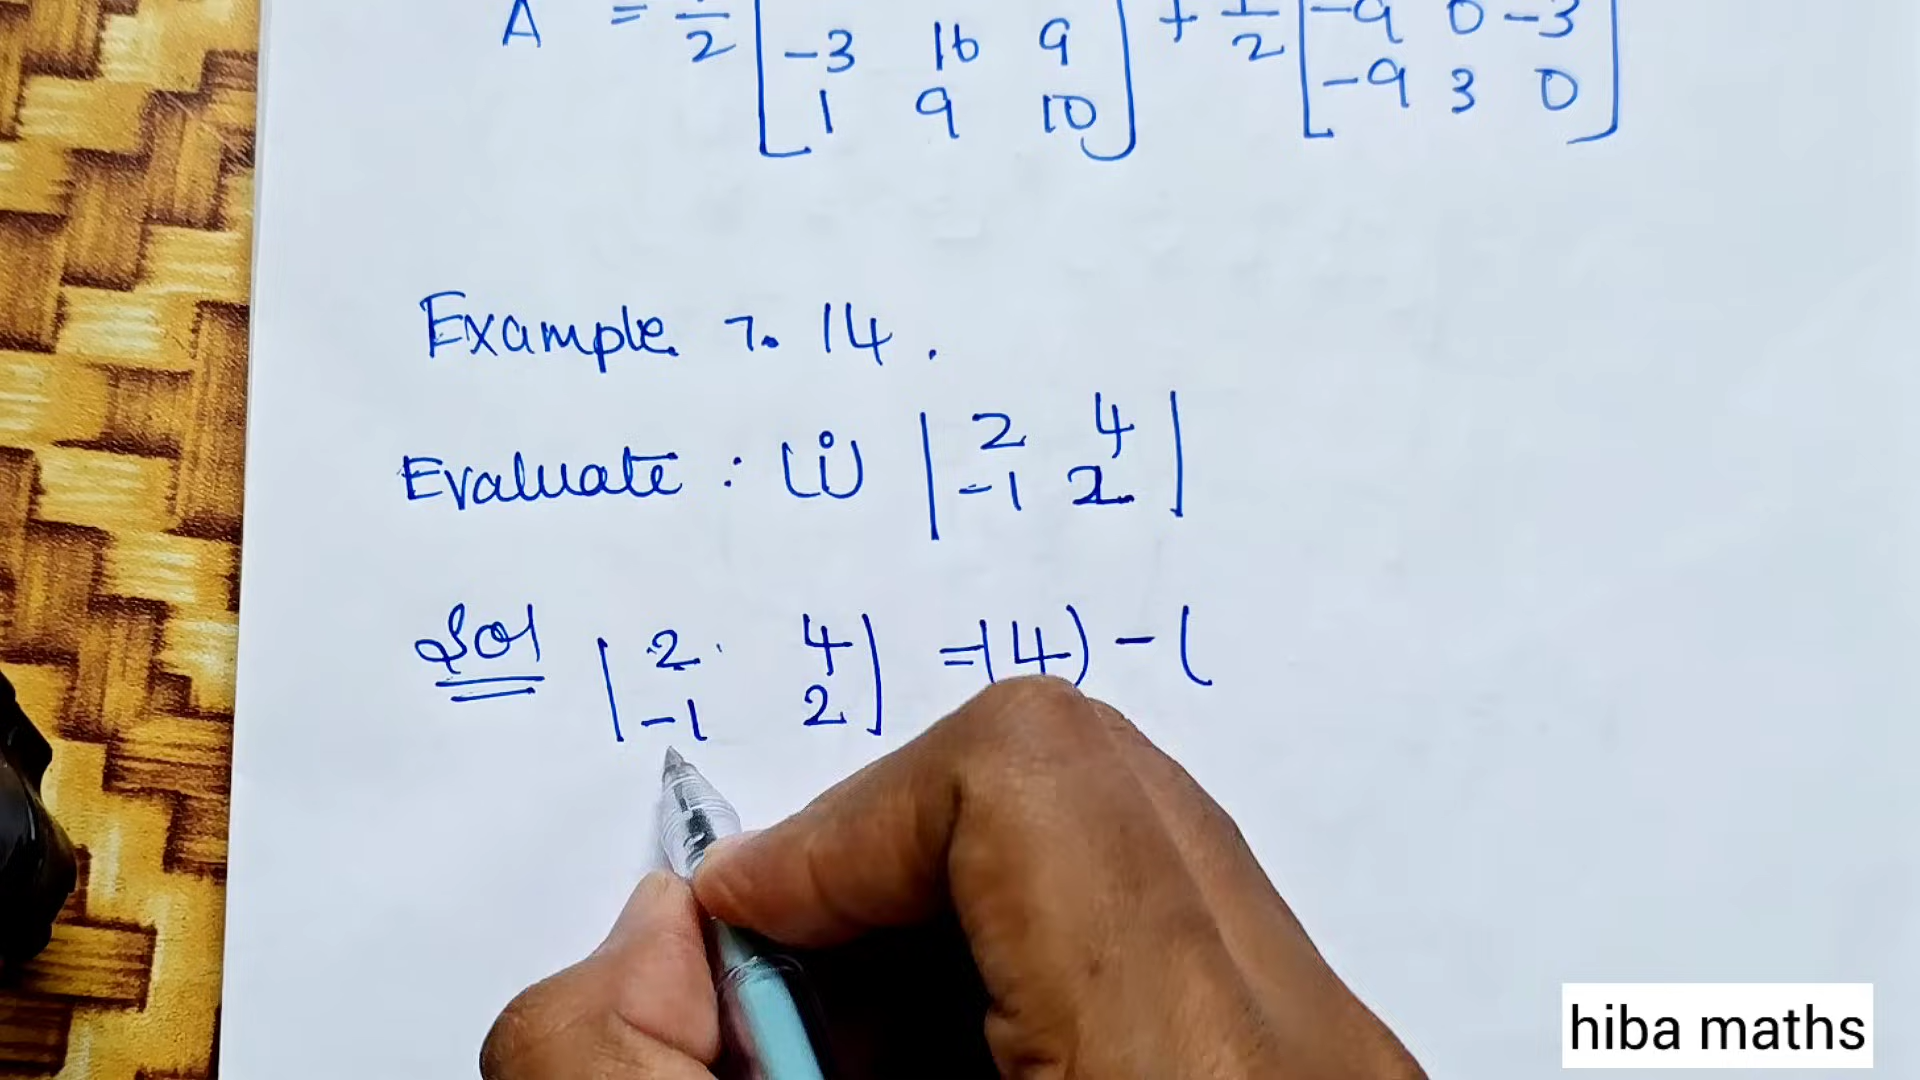 A = 1/2 [ -3 16 9 ] + 1/2 [ -9 0 -3 ]
1 9 10 -9 3 0
Example 7. 14 .
Evaluate : (i) | 2 4 |
-1 2
Sol | 2 4 | = (4) - (
-1 2
hiba maths